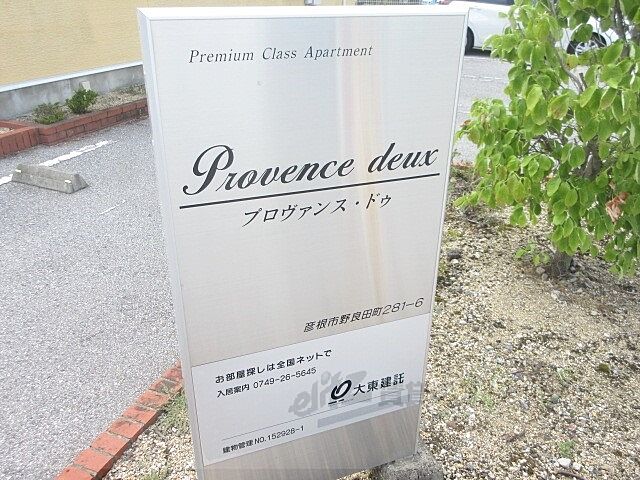 Premium Class Apartment
Provence deux
プロヴァンス・ドゥ
彦根市野良田町281-6
お部屋探しは全国ネットで
入居案内 0749-26-5645
大東建託
建物管理NO.152928-1